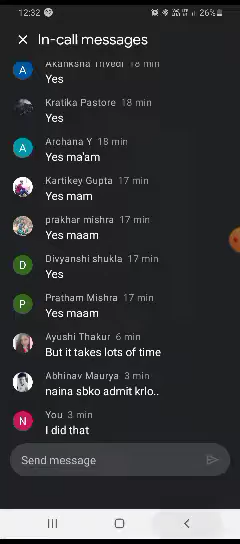 12:32
26%
In-call messages
Akanksha Trivedi 18 min
Yes
Kratika Pastore 18 min
Yes
A
Archana Y 18 min
Yes ma'am
Kartikey Gupta 17 min
Yes mam
prakhar mishra 17 min
Yes maam
D
Divyanshi shukla 17 min
Yes
P
Pratham Mishra 17 min
Yes maam
Ayushi Thakur 6 min
But it takes lots of time
Abhinav Maurya 3 min
naina sbko admit krlo..
N
You 3 min
I did that
Send message